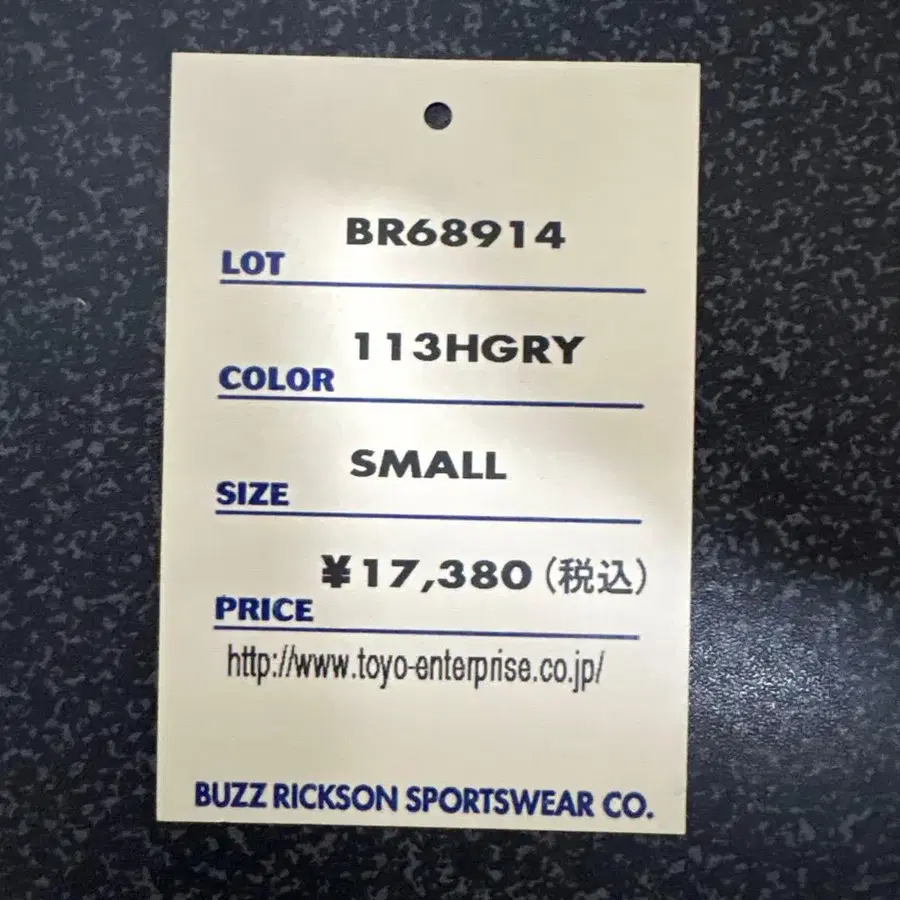 BR68914
LOT
113HGRY
COLOR
SMALL
SIZE
¥17,380(税込)
PRICE
http://www.toyo-enterprise.co.jp/
BUZZ RICKSON SPORTSWEAR CO.